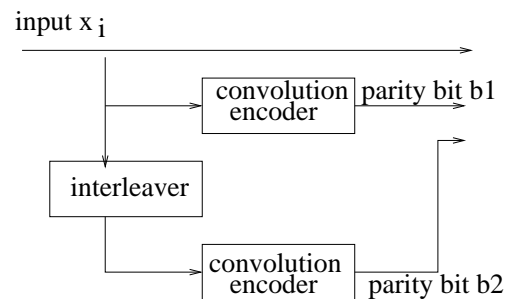 input x i
convolution
encoder
parity bit b1
interleaver
convolution
encoder
parity bit b2